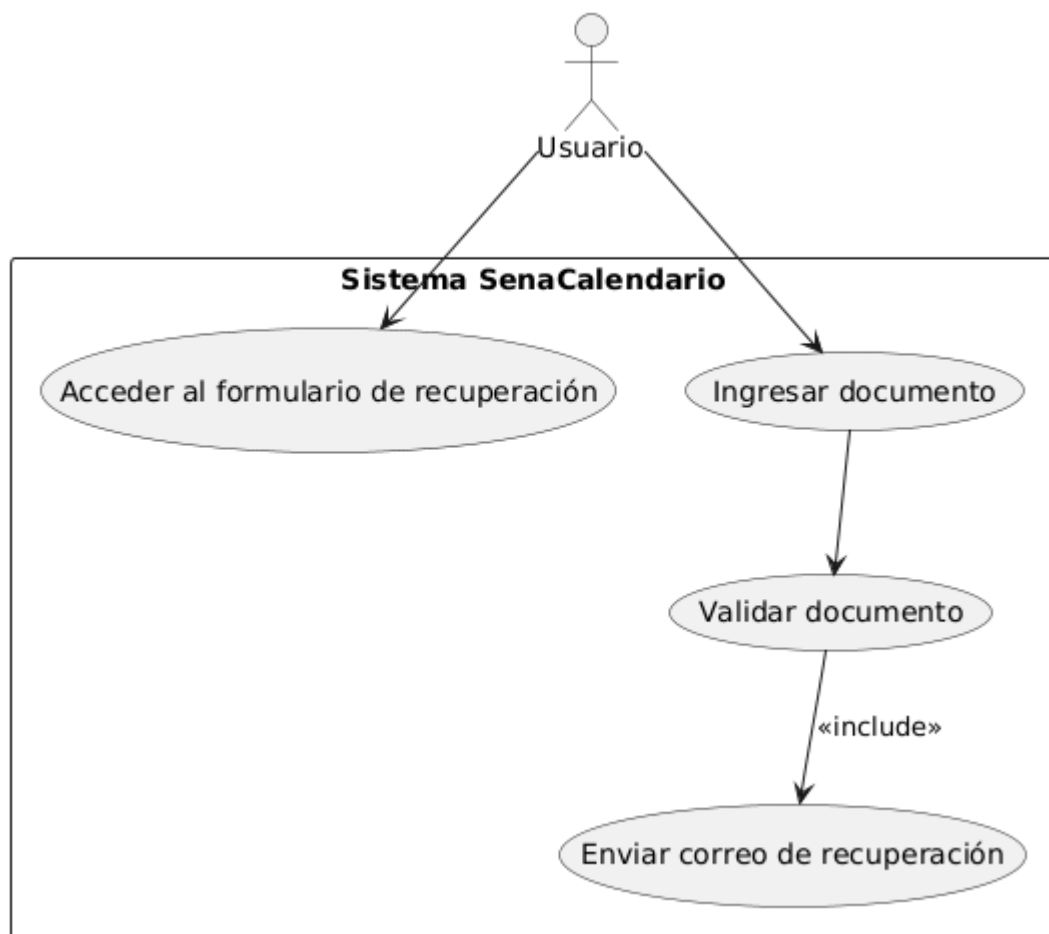 Usuario
Sistema SenaCalendario
Acceder al formulario de recuperación
Ingresar documento
Validar documento
«include»
Enviar correo de recuperación